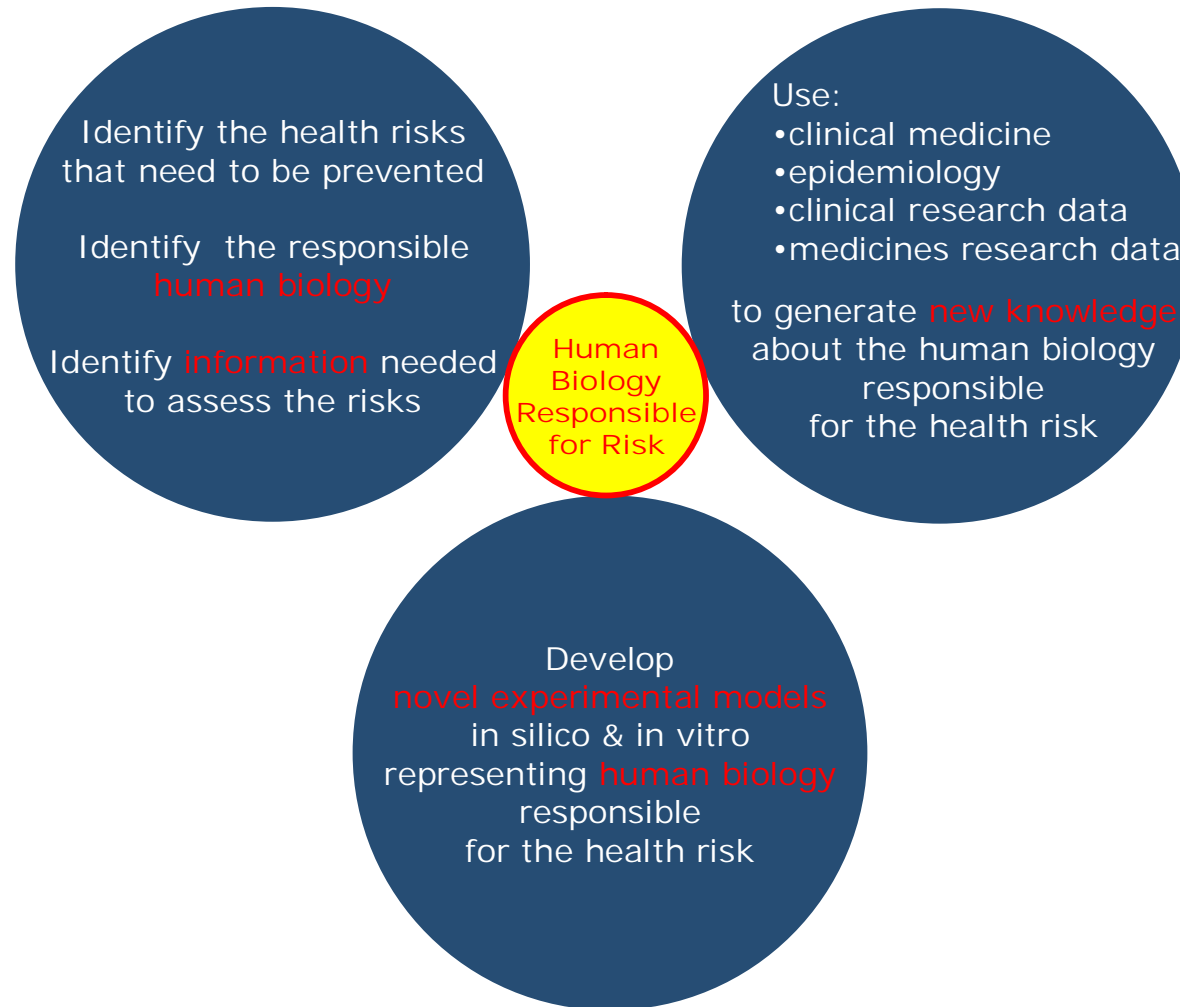 Identify the health risks
that need to be prevented
Identify the responsible
human biology
Identify information needed
to assess the risks
Use:
•clinical medicine
•epidemiology
•clinical research data
•medicines research data
to generate new knowledge
about the human biology
responsible
for the health risk
Human
Biology
Responsible
for Risk
Develop
novel experimental models
in silico & in vitro
representing human biology
responsible
for the health risk